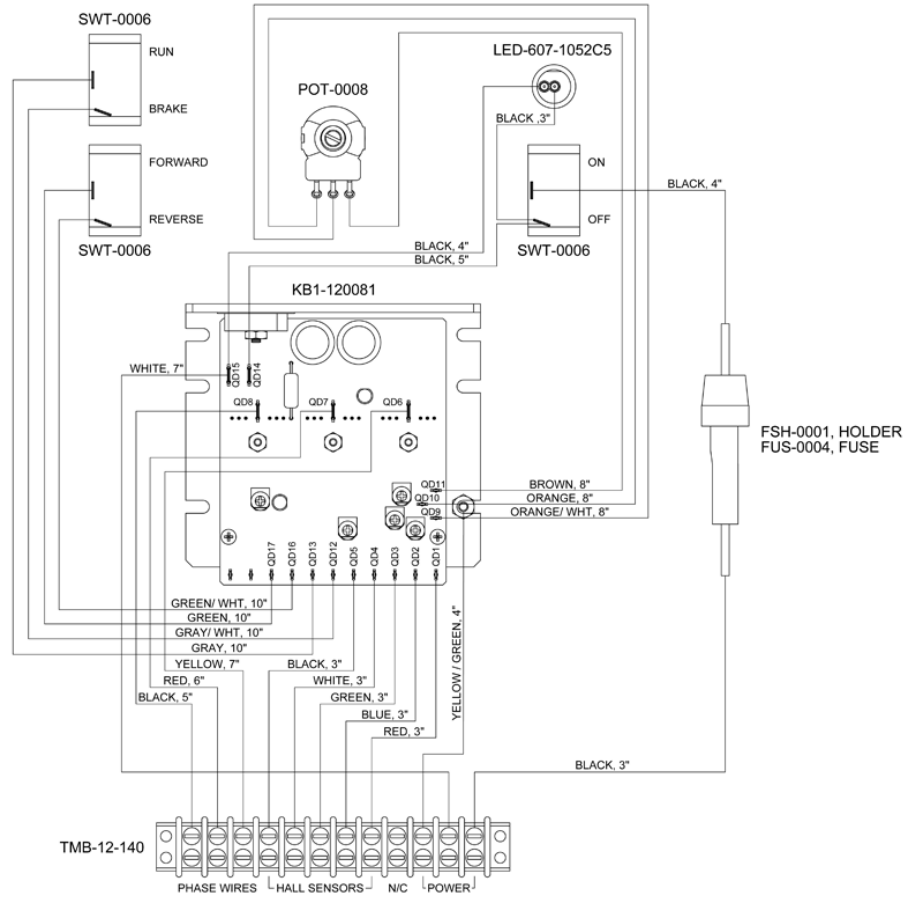 SWT-0006
RUN
BRAKE
FORWARD
REVERSE
SWT-0006
POT-0008
LED-607-1052C5
BLACK ,3"
ON
OFF
SWT-0006
BLACK, 4"
BLACK, 4"
BLACK, 5"
KB1-120081
WHITE, 7"
QD15
QD14
QD8
QD7
QD6
FSH-0001, HOLDER
FUS-0004, FUSE
QD11
QD10
QD9
BROWN, 8"
ORANGE, 8"
ORANGE/ WHT, 8"
QD17
QD16
QD13
QD12
QD5
QD4
QD3
QD2
QD1
GREEN/ WHT, 10"
GREEN, 10"
GRAY/ WHT, 10"
GRAY, 10"
YELLOW, 7"
RED, 6"
BLACK, 5"
BLACK, 3"
WHITE, 3"
GREEN, 3"
BLUE, 3"
RED, 3"
YELLOW / GREEN, 4"
BLACK, 3"
TMB-12-140
PHASE WIRES
HALL SENSORS
N/C
POWER